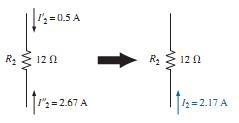 I′₂ = 0.5 A
R₂ 12 Ω
I″₂ = 2.67 A
R₂ 12 Ω
I₂ = 2.17 A